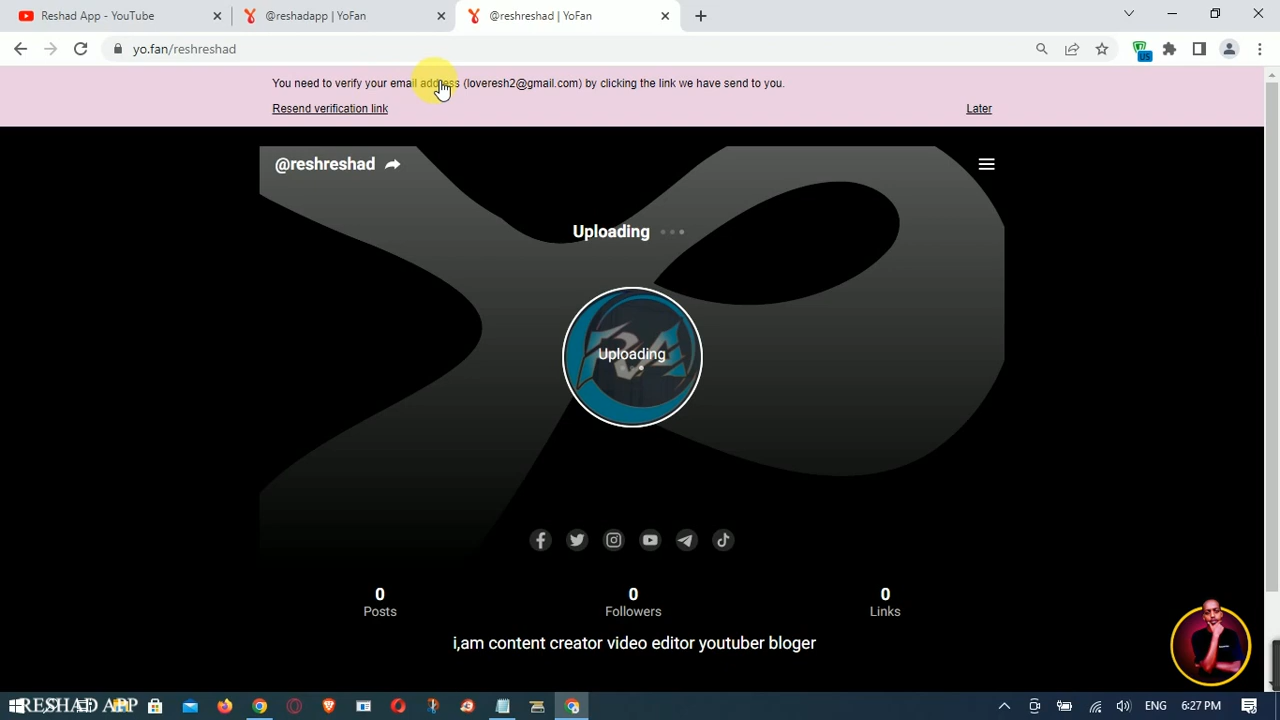 Reshad App - YouTube
@reshadapp | YoFan
@reshreshad | YoFan
yo.fan/reshreshad
US
You need to verify your email address (loveresh2@gmail.com) by clicking the link we have send to you.
Resend verification link
Later
@reshreshad
Uploading
RA
Uploading
0
Posts
0
Followers
0
Links
i,am content creator video editor youtuber bloger
RESHAD APP
ENG
6:27 PM